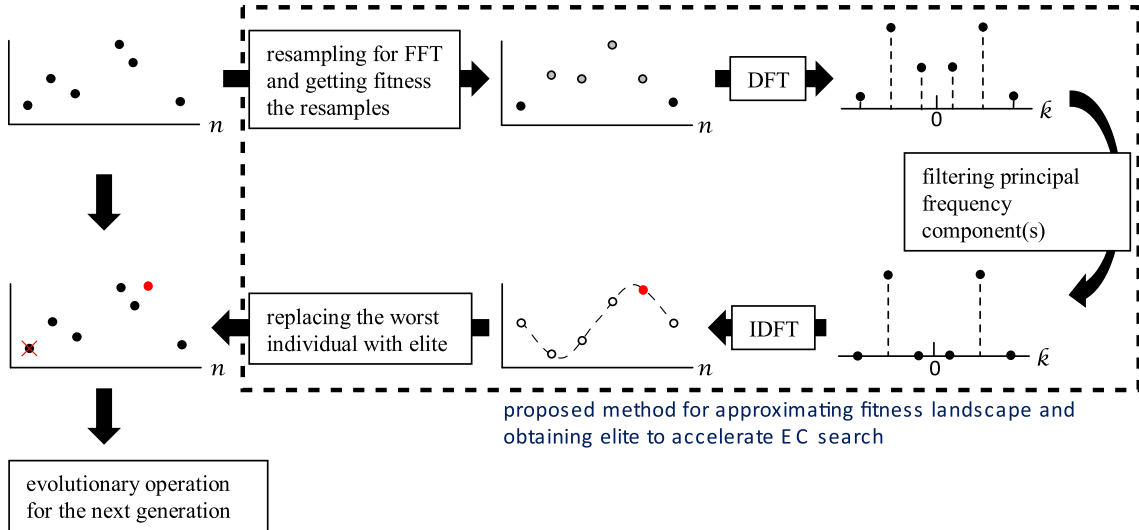 n
resampling for FFT
and getting fitness
the resamples
n
DFT
0
k
filtering principal
frequency
component(s)
n
replacing the worst
individual with elite
n
IDFT
0
k
proposed method for approximating fitness landscape and
obtaining elite to accelerate EC search
evolutionary operation
for the next generation